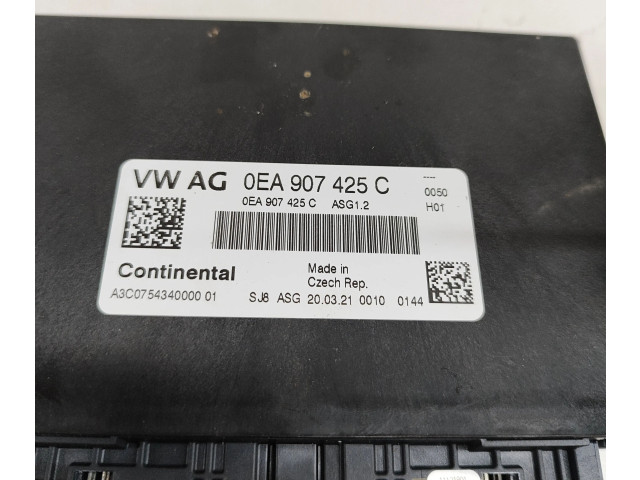 VW AG 0EA 907 425 C
0EA 907 425 C ASG1.2
----
0050
H01
Continental
Made in
Czech Rep.
A3C0754340000 01
SJ8 ASG 20.03.21 0010 0144